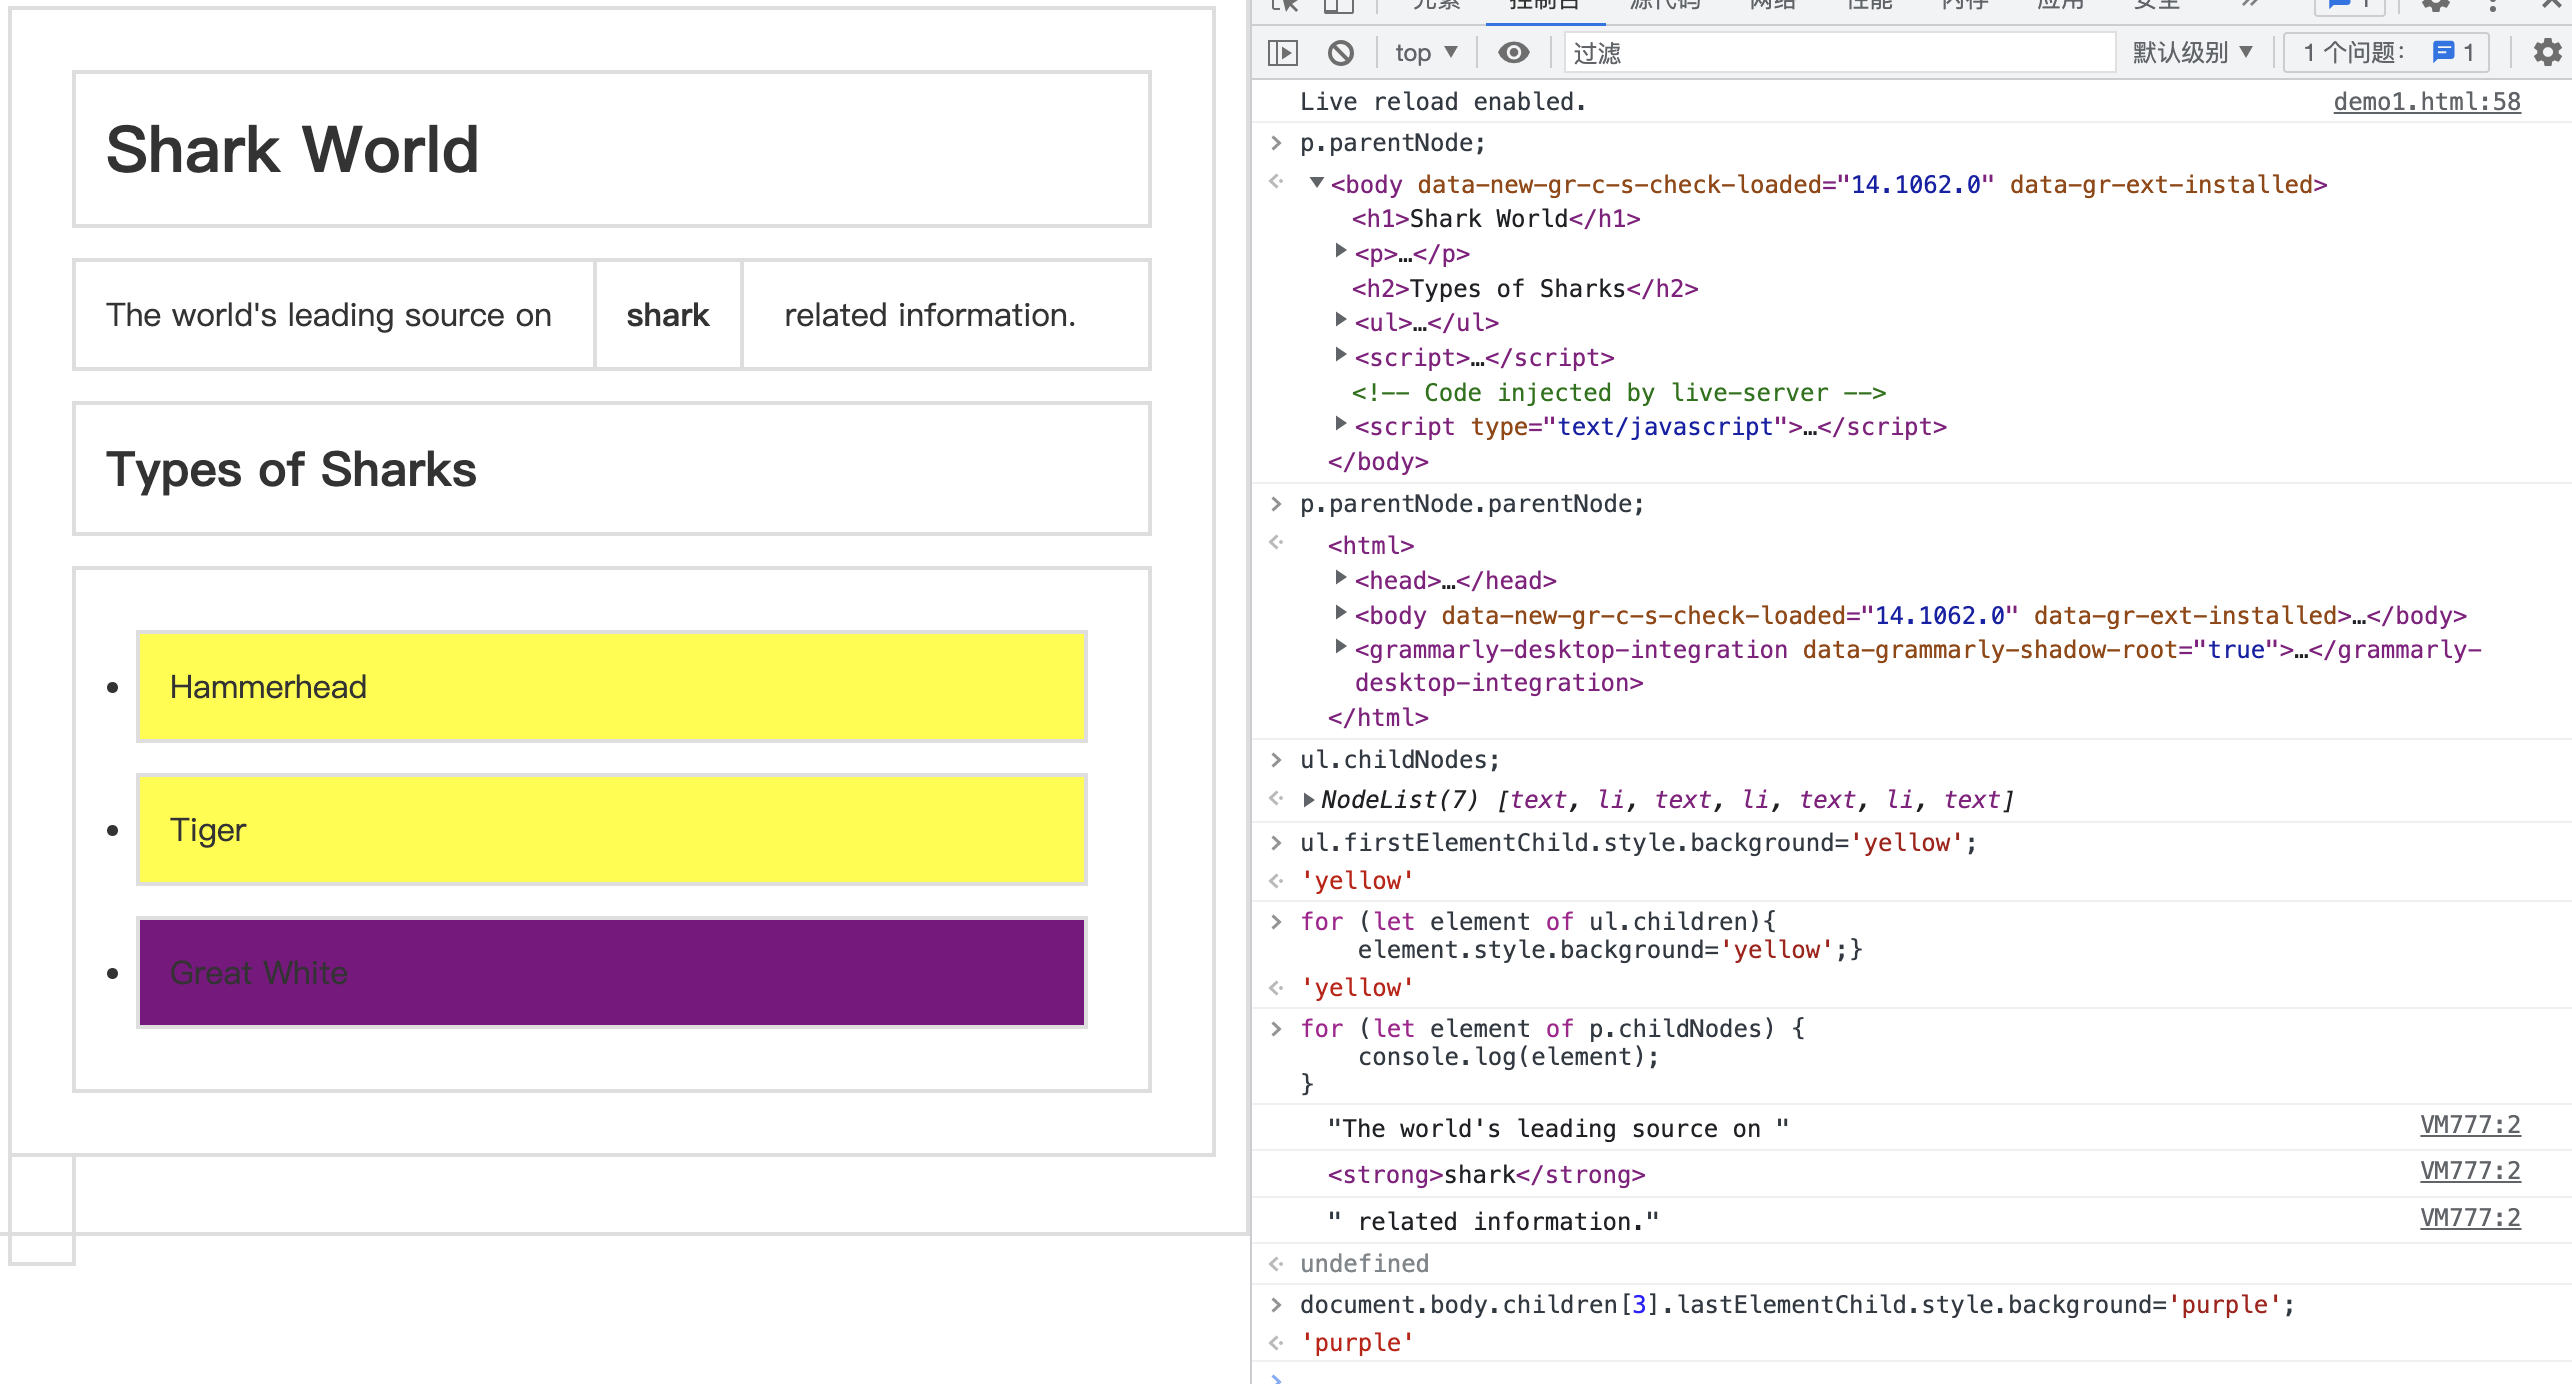 Shark World
The world's leading source on shark related information.
Types of Sharks
• Hammerhead
• Tiger
• Great White
元素 控制台 源代码 网络 性能 内存 应用 安全 » 1
top ▼ 过滤 默认级别 ▼ 1 个问题: 1
Live reload enabled. demo1.html:58
> p.parentNode;
<body data-new-gr-c-s-check-loaded="14.1062.0" data-gr-ext-installed>
<h1>Shark World</h1>
<p>…</p>
<h2>Types of Sharks</h2>
<ul>…</ul>
<script>…</script>
<!-- Code injected by live-server -->
<script type="text/javascript">…</script>
</body>
> p.parentNode.parentNode;
<html>
<head>…</head>
<body data-new-gr-c-s-check-loaded="14.1062.0" data-gr-ext-installed>…</body>
<grammarly-desktop-integration data-grammarly-shadow-root="true">…</grammarly-
desktop-integration>
</html>
> ul.childNodes;
NodeList(7) [text, li, text, li, text, li, text]
> ul.firstElementChild.style.background='yellow';
'yellow'
> for (let element of ul.children){
element.style.background='yellow';}
'yellow'
> for (let element of p.childNodes) {
console.log(element);
}
"The world's leading source on " VM777:2
<strong>shark</strong> VM777:2
" related information." VM777:2
undefined
> document.body.children[3].lastElementChild.style.background='purple';
'purple'
>